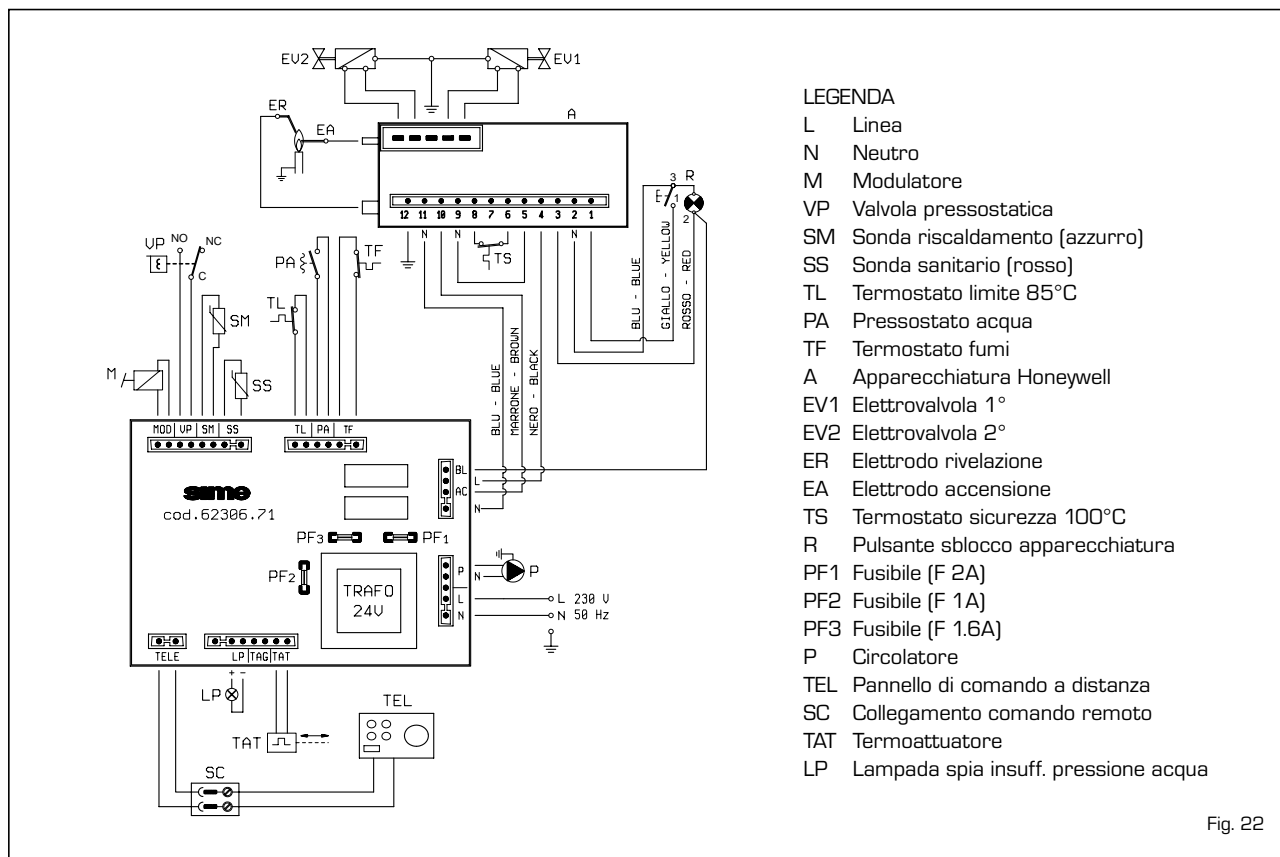 EV2
EV1
ER
EA
A
12 11 10 9 8 7 6 5 4 3 2 1
N N N
TS
3 R
1
2
VP NO NC
C
PA
TF
TL
SM
SS
M
BLU - BLUE
MARRONE - BROWN
NERO - BLACK
BLU - BLUE
GIALLO - YELLOW
ROSSO - RED
MOD VP SM SS
TL PA TF
sime
cod.62306.71
BL
L
AC
N
PF3 PF1
PF2
TRAFO
24V
P
N
L
N
P
L 230 V
N 50 Hz
TELE
LP TAG TAT
+ -
LP
TEL
TAT
SC
LEGENDA
L Linea
N Neutro
M Modulatore
VP Valvola pressostatica
SM Sonda riscaldamento (azzurro)
SS Sonda sanitario (rosso)
TL Termostato limite 85°C
PA Pressostato acqua
TF Termostato fumi
A Apparecchiatura Honeywell
EV1 Elettrovalvola 1°
EV2 Elettrovalvola 2°
ER Elettrodo rivelazione
EA Elettrodo accensione
TS Termostato sicurezza 100°C
R Pulsante sblocco apparecchiatura
PF1 Fusibile (F 2A)
PF2 Fusibile (F 1A)
PF3 Fusibile (F 1.6A)
P Circolatore
TEL Pannello di comando a distanza
SC Collegamento comando remoto
TAT Termoattuatore
LP Lampada spia insuff. pressione acqua
Fig. 22